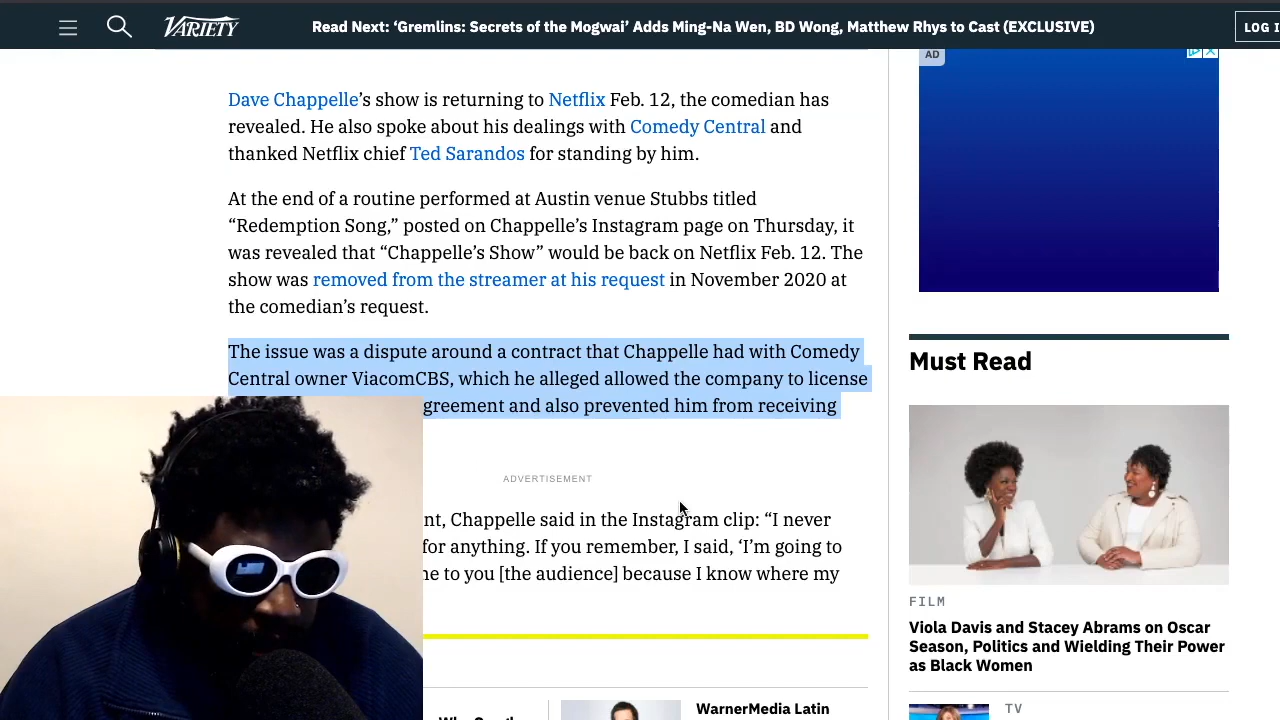 VARIETY
Read Next: ‘Gremlins: Secrets of the Mogwai’ Adds Ming-Na Wen, BD Wong, Matthew Rhys to Cast (EXCLUSIVE)
LOG I
Dave Chappelle’s show is returning to Netflix Feb. 12, the comedian has
revealed. He also spoke about his dealings with Comedy Central and
thanked Netflix chief Ted Sarandos for standing by him.
At the end of a routine performed at Austin venue Stubbs titled
“Redemption Song,” posted on Chappelle’s Instagram page on Thursday, it
was revealed that “Chappelle’s Show” would be back on Netflix Feb. 12. The
show was removed from the streamer at his request in November 2020 at
the comedian’s request.
The issue was a dispute around a contract that Chappelle had with Comedy
Central owner ViacomCBS, which he alleged allowed the company to license
greement and also prevented him from receiving
ADVERTISEMENT
nt, Chappelle said in the Instagram clip: “I never
for anything. If you remember, I said, ‘I’m going to
e to you [the audience] because I know where my
WarnerMedia Latin
AD
Must Read
FILM
Viola Davis and Stacey Abrams on Oscar
Season, Politics and Wielding Their Power
as Black Women
TV